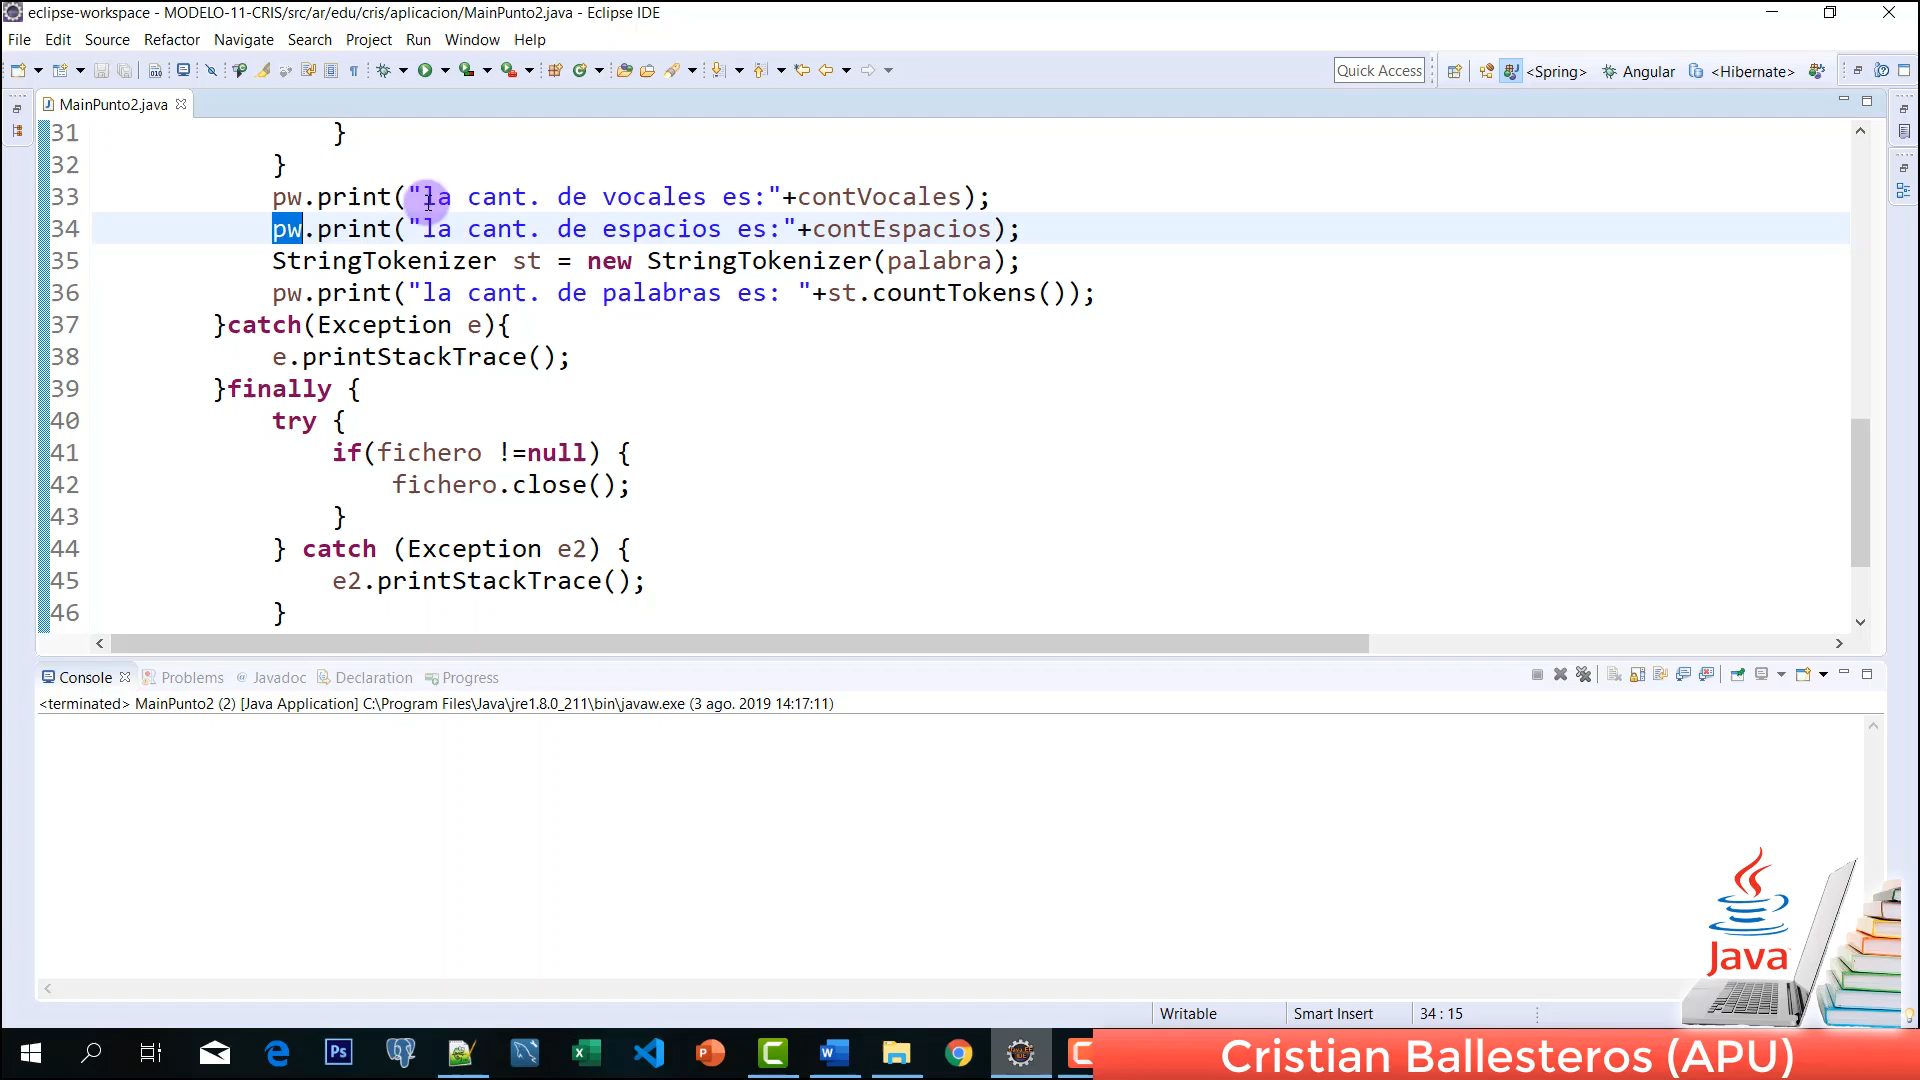 eclipse-workspace - MODELO-11-CRIS/src/ar/edu/cris/aplicacion/MainPunto2.java - Eclipse IDE
File Edit Source Refactor Navigate Search Project Run Window Help
Quick Access <Spring> Angular <Hibernate>
MainPunto2.java
31 }
32 }
33 pw.print("la cant. de vocales es:"+contVocales);
34 pw.print("la cant. de espacios es:"+contEspacios);
35 StringTokenizer st = new StringTokenizer(palabra);
36 pw.print("la cant. de palabras es: "+st.countTokens());
37 }catch(Exception e){
38 e.printStackTrace();
39 }finally {
40 try {
41 if(fichero !=null) {
42 fichero.close();
43 }
44 } catch (Exception e2) {
45 e2.printStackTrace();
46 }
Console Problems @ Javadoc Declaration Progress
<terminated> MainPunto2 (2) [Java Application] C:\Program Files\Java\jre1.8.0_211\bin\javaw.exe (3 ago. 2019 14:17:11)
Java
Writable Smart Insert 34 : 15
Cristian Ballesteros (APU)